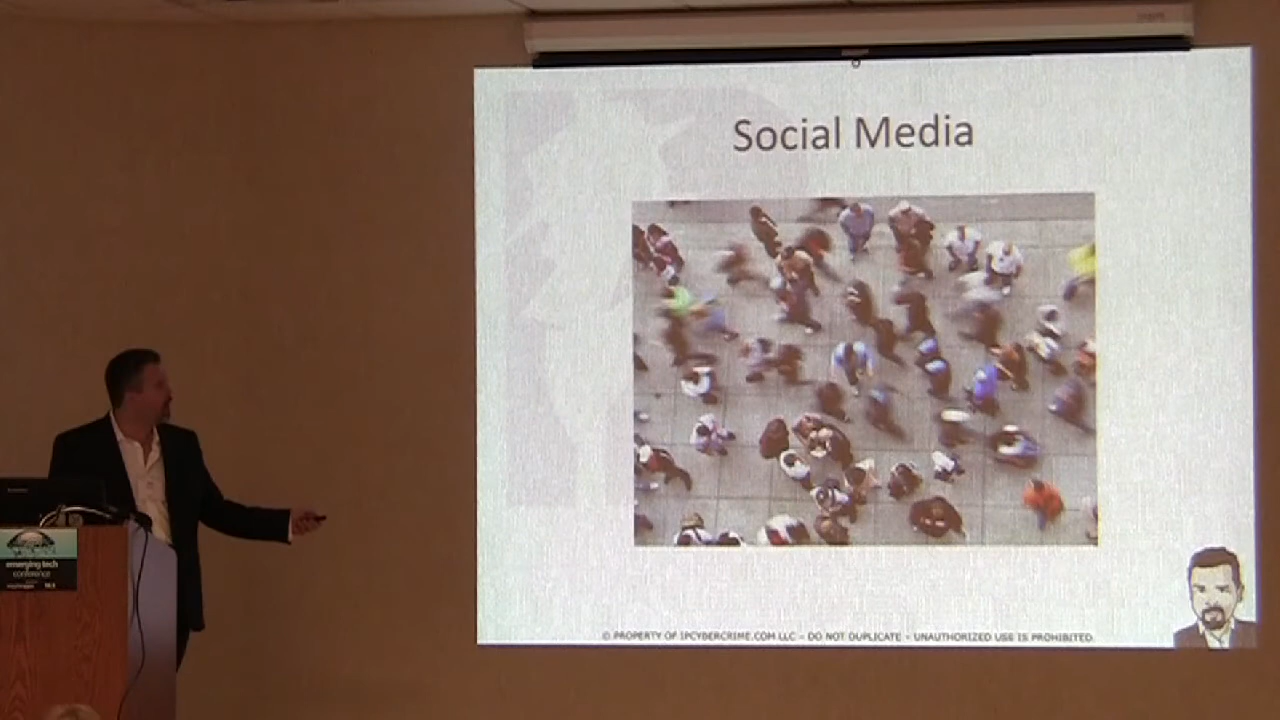 Social Media
© PROPERTY OF IPCYBERCRIME.COM LLC – DO NOT DUPLICATE – UNAUTHORIZED USE IS PROHIBITED.
emerging tech
conference